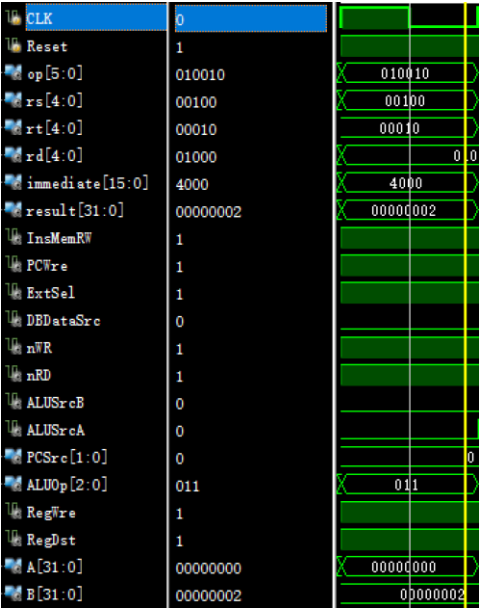 CLK 0
Reset 1
op[5:0] 010010 010010
rs[4:0] 00100 00100
rt[4:0] 00010 00010
rd[4:0] 01000 010
immediate[15:0] 4000 4000
result[31:0] 00000002 00000002
InsMemRW 1
PCWre 1
ExtSel 1
DBDataSrc 0
nWR 1
nRD 1
ALUSrcB 0
ALUSrcA 0
PCSrc[1:0] 0 0
ALUOp[2:0] 011 011
RegWre 1
RegDst 1
A[31:0] 00000000 00000000
B[31:0] 00000002 00000002